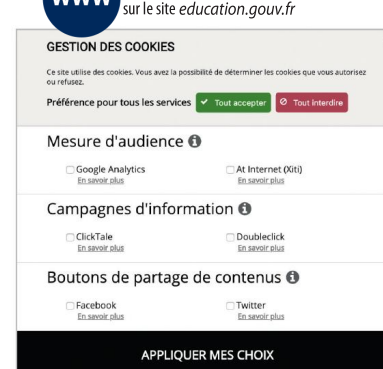 www
sur le site education.gouv.fr
GESTION DES COOKIES
Ce site utilise des cookies. Vous avez la possibilité de déterminer les cookies que vous autorisez
ou refusez.
Préférence pour tous les services Tout accepter Tout interdire
Mesure d'audience
Google Analytics At Internet (Xiti)
En savoir plus En savoir plus
Campagnes d'information
ClickTale Doubleclick
En savoir plus En savoir plus
Boutons de partage de contenus
Facebook Twitter
En savoir plus En savoir plus
APPLIQUER MES CHOIX